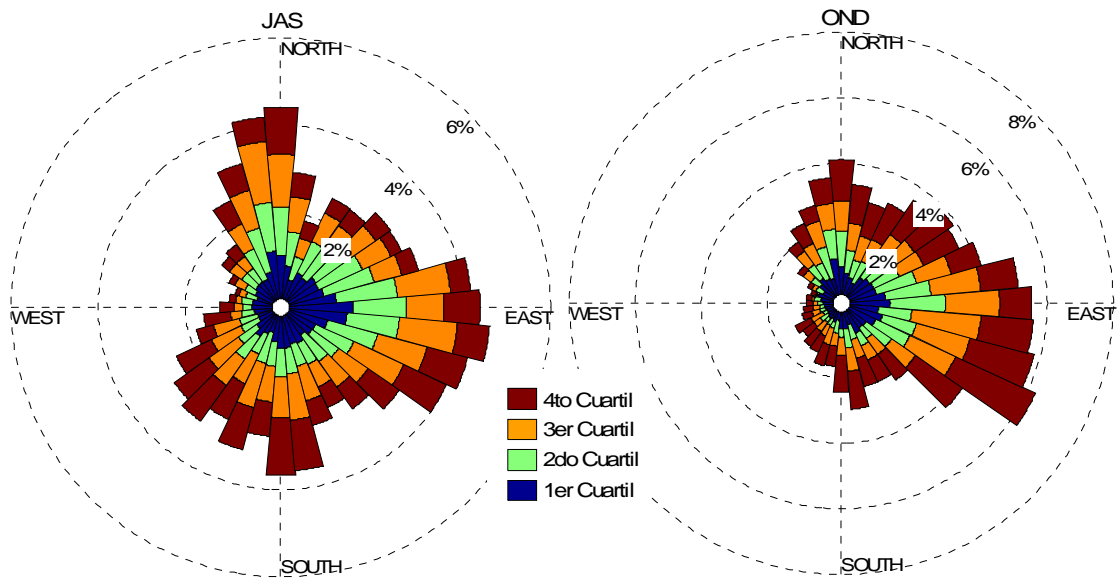 JAS
NORTH
6%
4%
2%
WEST
EAST
SOUTH
4to Cuartil
3er Cuartil
2do Cuartil
1er Cuartil
OND
NORTH
8%
6%
4%
2%
WEST
EAST
SOUTH